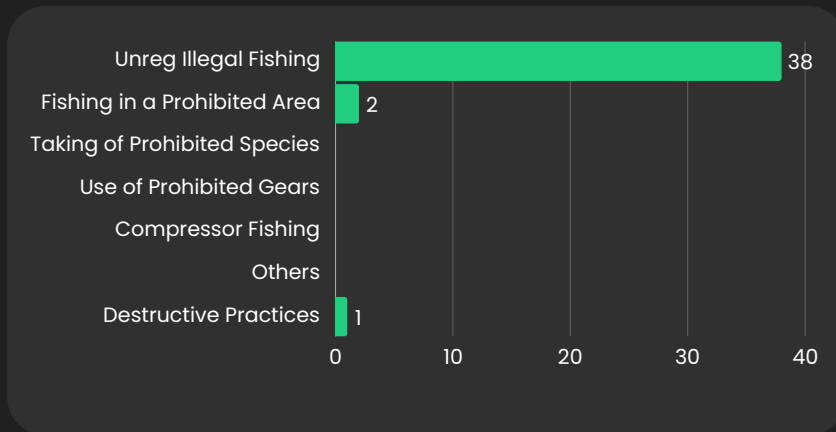 Unreg Illegal Fishing 38
Fishing in a Prohibited Area 2
Taking of Prohibited Species
Use of Prohibited Gears
Compressor Fishing
Others
Destructive Practices 1
0 10 20 30 40